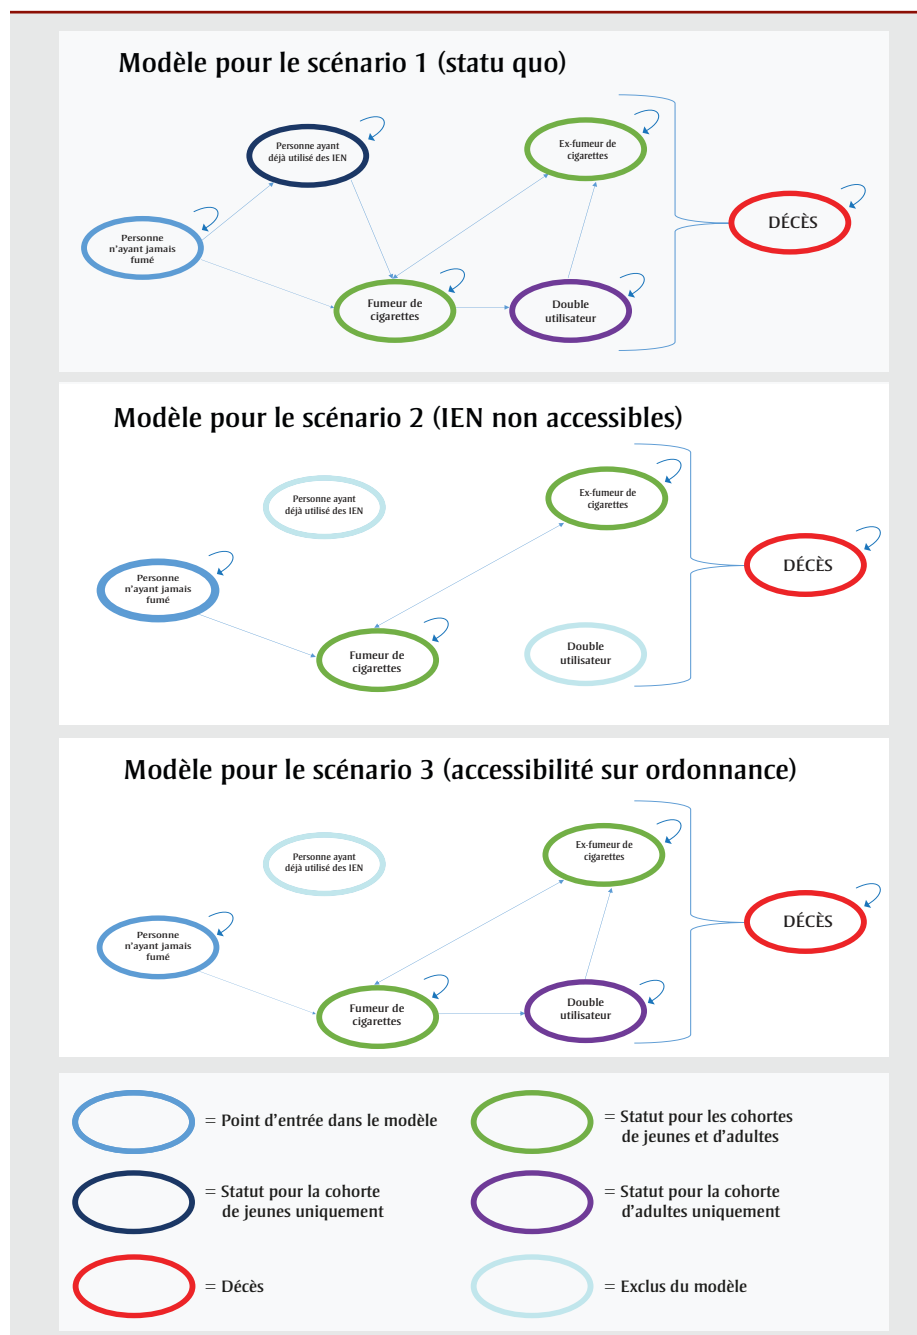 Modèle pour le scénario 1 (statu quo)
Personne ayant
déjà utilisé des IEN
Ex-fumeur de
cigarettes
DÉCÈS
Personne
n'ayant jamais
fumé
Fumeur de
cigarettes
Double
utilisateur
Modèle pour le scénario 2 (IEN non accessibles)
Personne ayant
déjà utilisé des IEN
Ex-fumeur de
cigarettes
DÉCÈS
Personne
n'ayant jamais
fumé
Fumeur de
cigarettes
Double
utilisateur
Modèle pour le scénario 3 (accessibilité sur ordonnance)
Personne ayant
déjà utilisé des IEN
Ex-fumeur de
cigarettes
DÉCÈS
Personne
n'ayant jamais
fumé
Fumeur de
cigarettes
Double
utilisateur
= Point d'entrée dans le modèle
= Statut pour les cohortes
de jeunes et d'adultes
= Statut pour la cohorte
de jeunes uniquement
= Statut pour la cohorte
d'adultes uniquement
= Décès
= Exclus du modèle